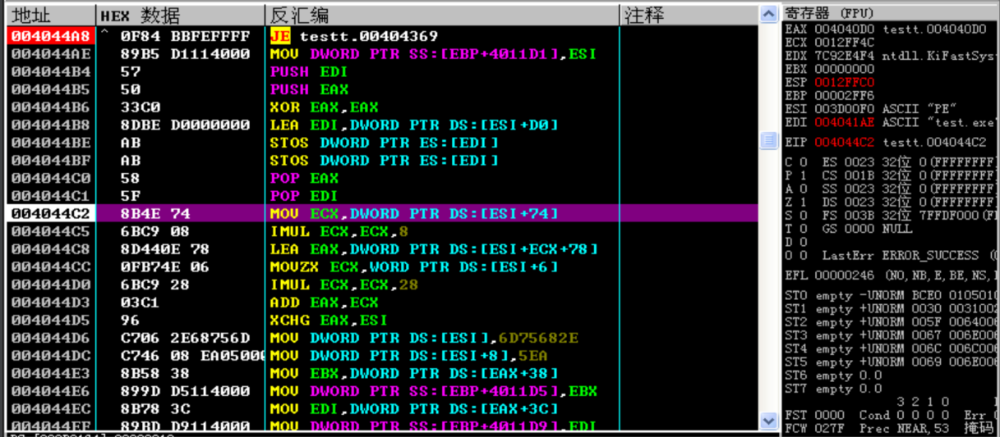 地址 HEX 数据 反汇编 注释
004044A8 ^ 0F84 BBFEFFFF JE testt.00404369
004044AE 89B5 D1114000 MOV DWORD PTR SS:[EBP+4011D1],ESI
004044B4 57 PUSH EDI
004044B5 50 PUSH EAX
004044B6 33C0 XOR EAX,EAX
004044B8 8DBE D0000000 LEA EDI,DWORD PTR DS:[ESI+D0]
004044BE AB STOS DWORD PTR ES:[EDI]
004044BF AB STOS DWORD PTR ES:[EDI]
004044C0 58 POP EAX
004044C1 5F POP EDI
004044C2 8B4E 74 MOV ECX,DWORD PTR DS:[ESI+74]
004044C5 6BC9 08 IMUL ECX,ECX,8
004044C8 8D440E 78 LEA EAX,DWORD PTR DS:[ESI+ECX+78]
004044CC 0FB74E 06 MOVZX ECX,WORD PTR DS:[ESI+6]
004044D0 6BC9 28 IMUL ECX,ECX,28
004044D3 03C1 ADD EAX,ECX
004044D5 96 XCHG EAX,ESI
004044D6 C706 2E68756D MOV DWORD PTR DS:[ESI],6D75682E
004044DC C746 08 EA0500 MOV DWORD PTR DS:[ESI+8],5EA
004044E3 8B58 38 MOV EBX,DWORD PTR DS:[EAX+38]
004044E6 899D D5114000 MOV DWORD PTR SS:[EBP+4011D5],EBX
004044EC 8B78 3C MOV EDI,DWORD PTR DS:[EAX+3C]
004044EF 89BD D9114000 MOV DWORD PTR SS:[EBP+4011D9],EDI
寄存器 (FPU)
EAX 004040D0 testt.004040D0
ECX 0012FF4C
EDX 7C92E4F4 ntdll.KiFastSys
EBX 00000000
ESP 0012FFC0
EBP 00002FF6
ESI 003D00F0 ASCII "PE"
EDI 004041AE ASCII "test.exe"
EIP 004044C2 testt.004044C2
C 0 ES 0023 32位 0(FFFFFFFF)
P 1 CS 001B 32位 0(FFFFFFFF)
A 0 SS 0023 32位 0(FFFFFFFF)
Z 1 DS 0023 32位 0(FFFFFFFF)
S 0 FS 003B 32位 7FFDF000(F
T 0 GS 0000 NULL
D 0
O 0 LastErr ERROR_SUCCESS (
EFL 00000246 (NO,NB,E,BE,NS,
ST0 empty -UNORM BCE0 0105010
ST1 empty +UNORM 0030 0031002
ST2 empty +UNORM 005F 0064006
ST3 empty +UNORM 0067 006E006
ST4 empty +UNORM 006C 006C006
ST5 empty +UNORM 0069 006E006
ST6 empty 0.0
ST7 empty 0.0
3 2 1 0
FST 0000 Cond 0 0 0 0 Err
FCW 027F Prec NEAR,53 掩码